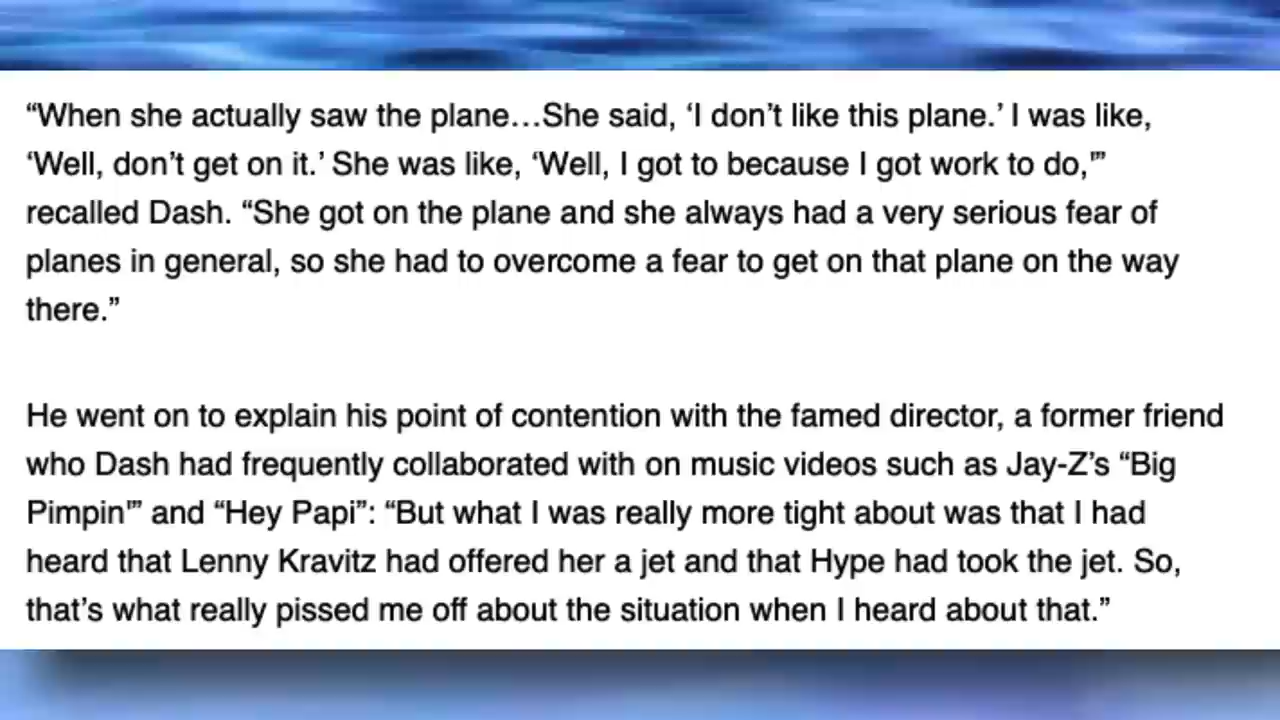 “When she actually saw the plane…She said, ‘I don’t like this plane.’ I was like,
‘Well, don’t get on it.’ She was like, ‘Well, I got to because I got work to do,’”
recalled Dash. “She got on the plane and she always had a very serious fear of
planes in general, so she had to overcome a fear to get on that plane on the way
there.”
He went on to explain his point of contention with the famed director, a former friend
who Dash had frequently collaborated with on music videos such as Jay-Z’s “Big
Pimpin'” and “Hey Papi”: “But what I was really more tight about was that I had
heard that Lenny Kravitz had offered her a jet and that Hype had took the jet. So,
that’s what really pissed me off about the situation when I heard about that.”